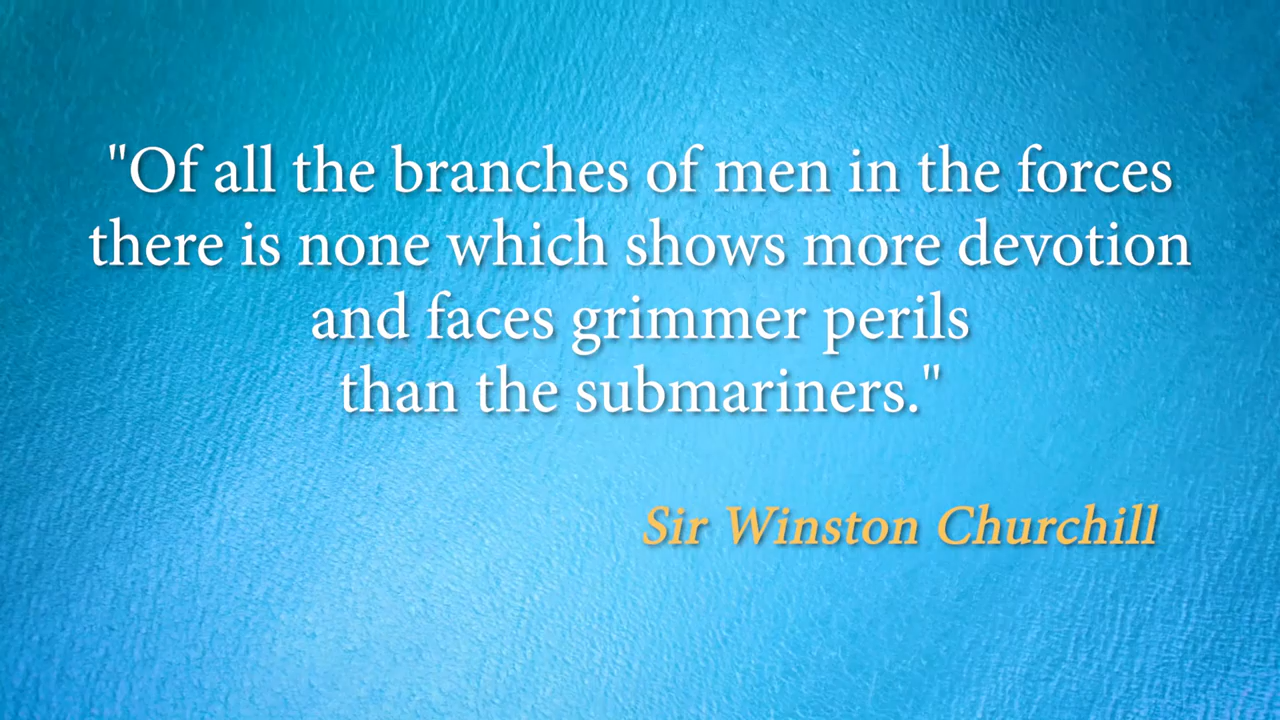 "Of all the branches of men in the forces
there is none which shows more devotion
and faces grimmer perils
than the submariners."
Sir Winston Churchill